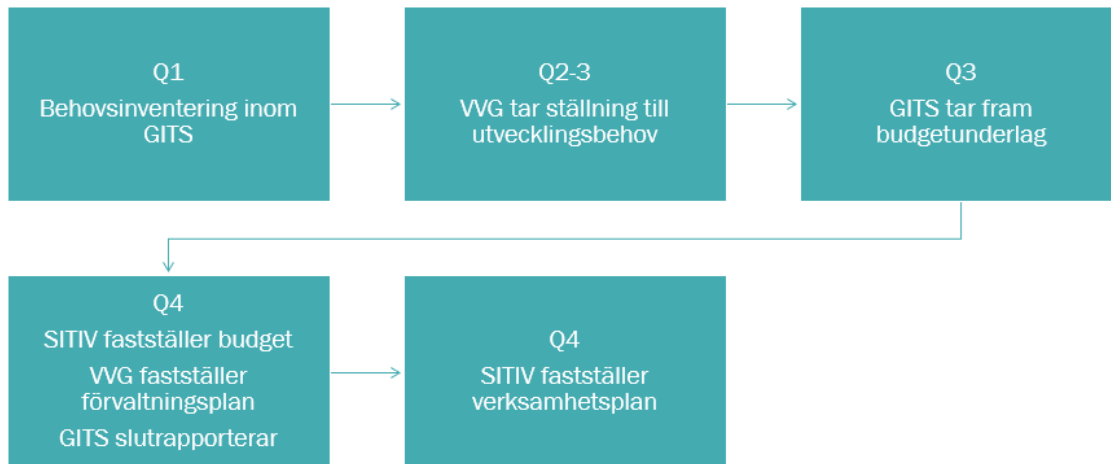 Q1
Behovsinventering inom
GITS
Q2-3
VVG tar ställning till
utvecklingsbehov
Q3
GITS tar fram
budgetunderlag
Q4
SITIV fastställer budget
VVG fastställer
förvaltningsplan
GITS slutrapporterar
Q4
SITIV fastställer
verksamhetsplan